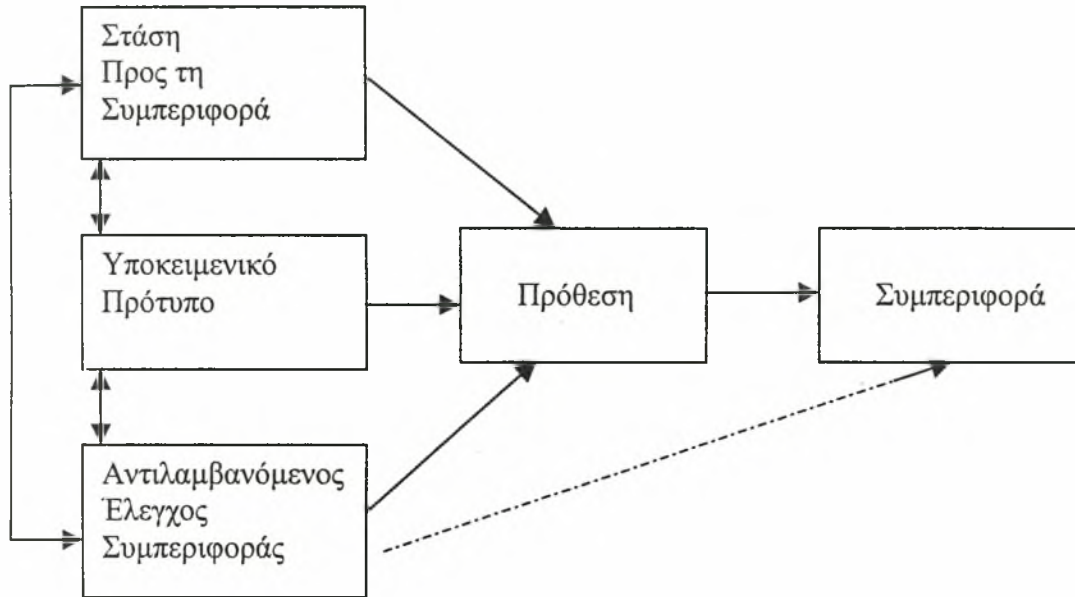 Στάση
Προς τη
Συμπεριφορά
Υποκειμενικό
Πρότυπο
Πρόθεση
Συμπεριφορά
Αντιλαμβανόμενος
Έλεγχος
Συμπεριφοράς